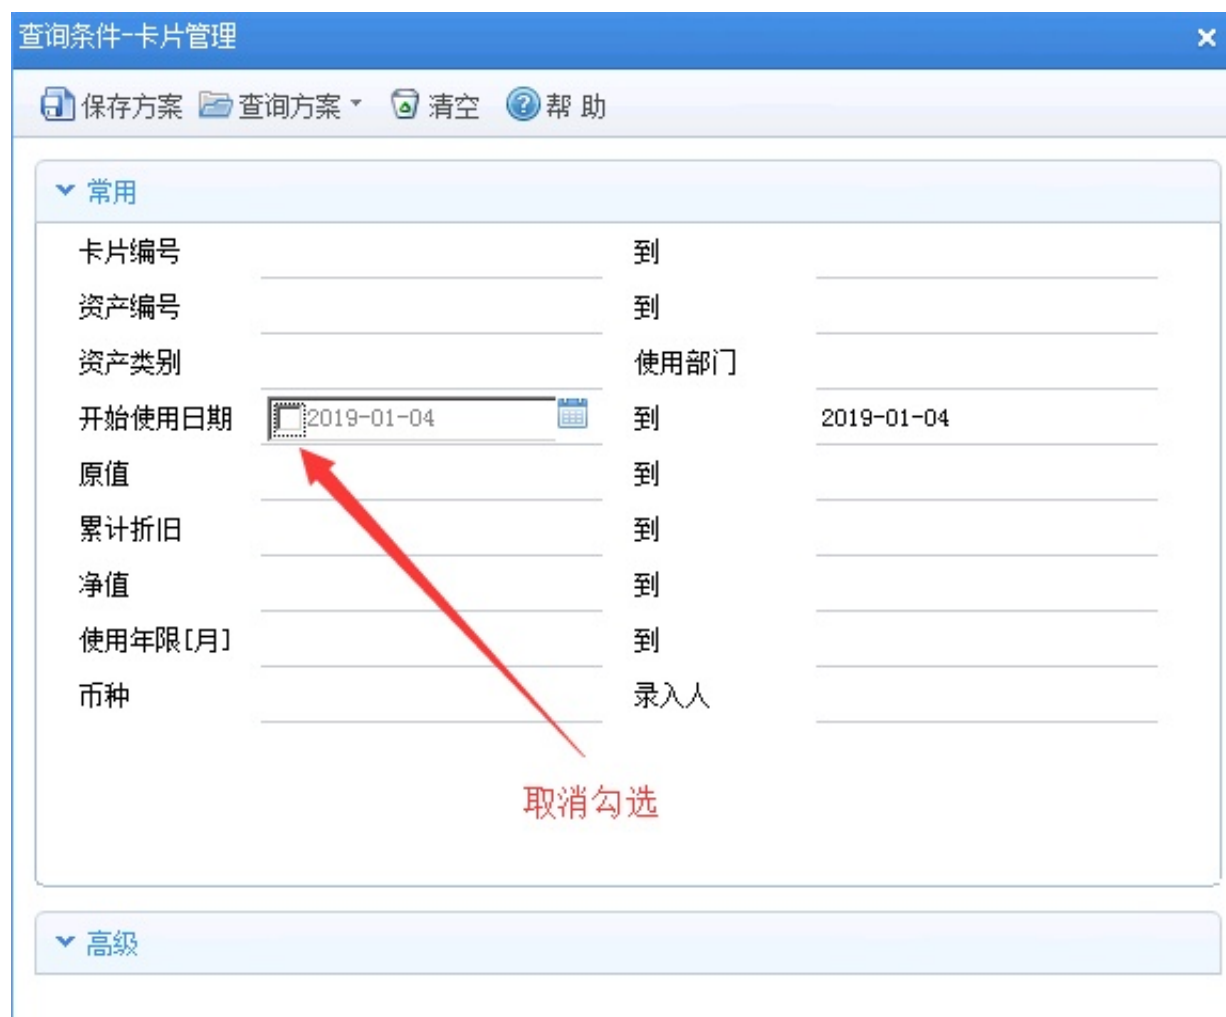 查询条件-卡片管理
保存方案 查询方案 清空 帮 助
常用
卡片编号 到
资产编号 到
资产类别 使用部门
开始使用日期 2019-01-04 到 2019-01-04
原值 到
累计折旧 到
净值 到
使用年限[月] 到
币种 录入人
取消勾选
高级